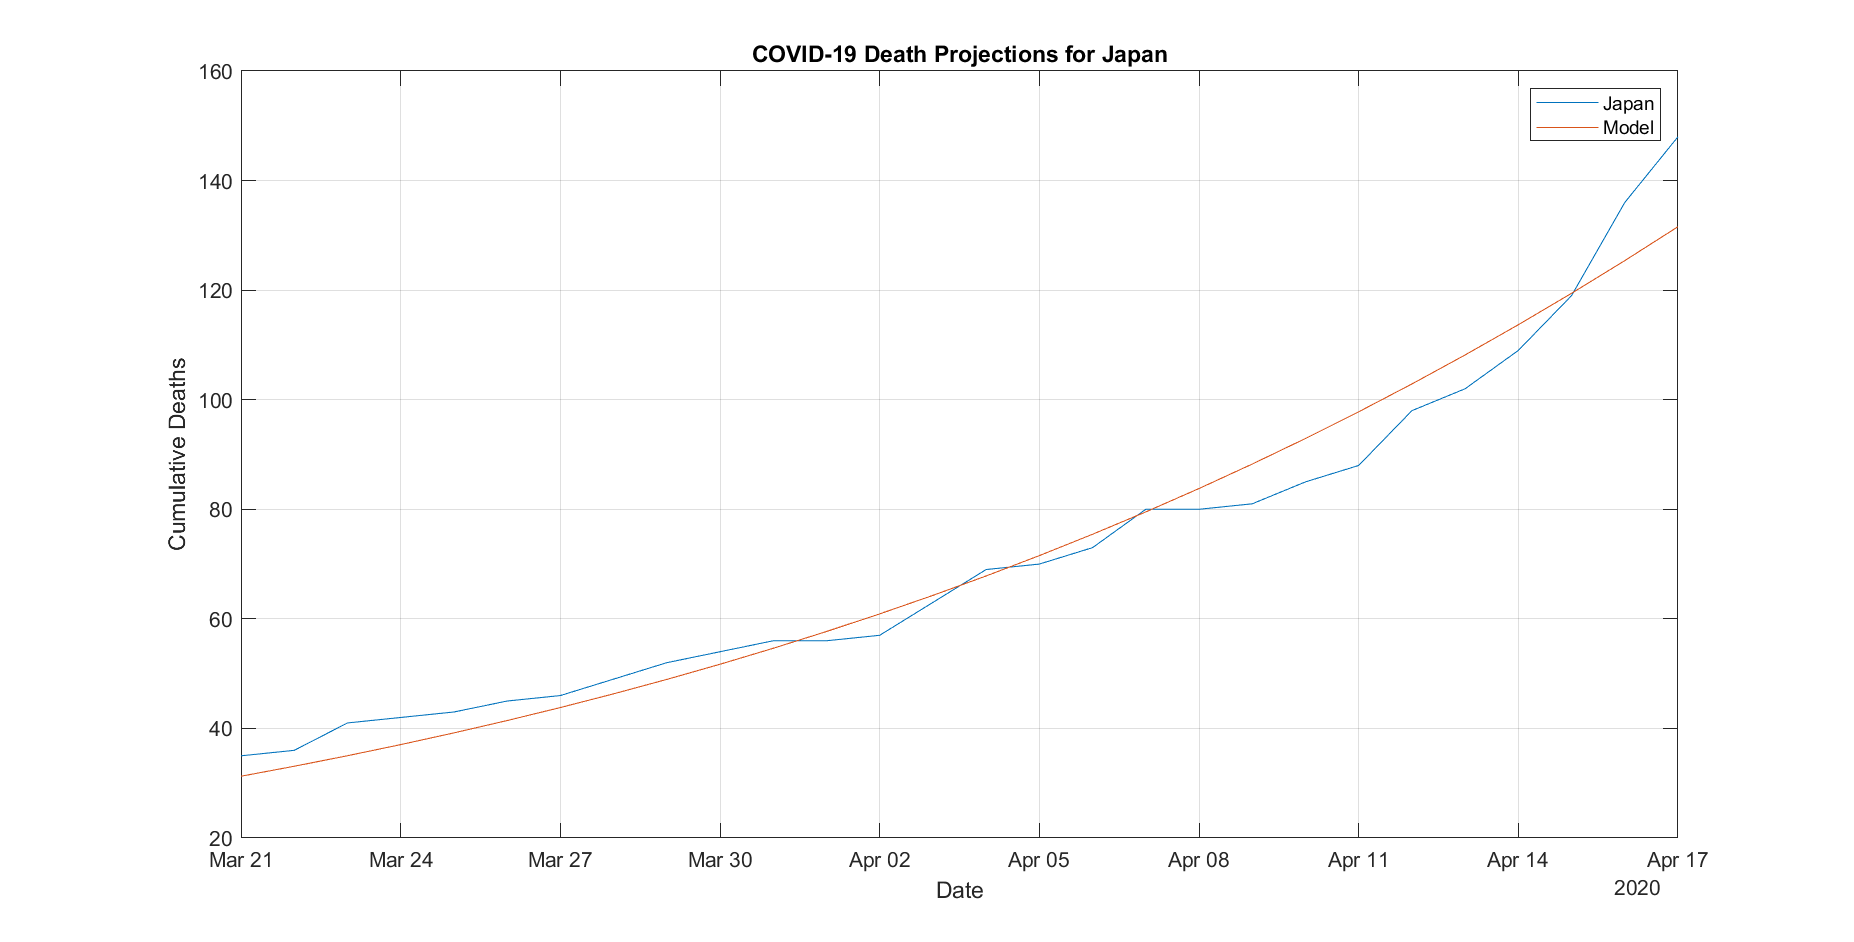 COVID-19 Death Projections for Japan
160
140
120
100
80
60
40
20
Cumulative Deaths
Japan
Model
Mar 21 Mar 24 Mar 27 Mar 30 Apr 02 Apr 05 Apr 08 Apr 11 Apr 14 Apr 17
Date
2020